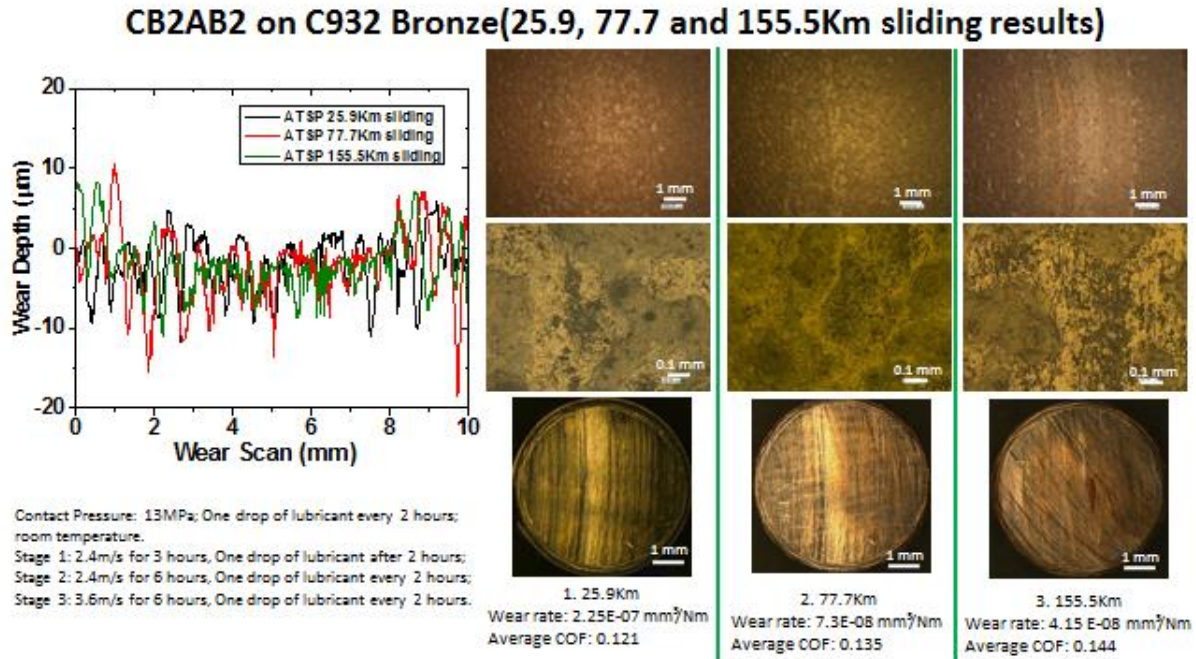 CB2AB2 on C932 Bronze(25.9, 77.7 and 155.5Km sliding results)
20
10
0
-10
-20
Wear Depth (μm)
ATSP 25.9Km sliding
ATSP 77.7Km sliding
ATSP 155.5Km sliding
0 2 4 6 8 10
Wear Scan (mm)
1 mm
1 mm
1 mm
0.1 mm
0.1 mm
0.1 mm
1 mm
1 mm
1 mm
Contact Pressure: 13MPa; One drop of lubricant every 2 hours;
room temperature.
Stage 1: 2.4m/s for 3 hours, One drop of lubricant after 2 hours;
Stage 2: 2.4m/s for 6 hours, One drop of lubricant every 2 hours;
Stage 3: 3.6m/s for 6 hours, One drop of lubricant every 2 hours.
1. 25.9Km
Wear rate: 2.25E-07 mm³/Nm
Average COF: 0.121
2. 77.7Km
Wear rate: 7.3E-08 mm³/Nm
Average COF: 0.135
3. 155.5Km
Wear rate: 4.15 E-08 mm³/Nm
Average COF: 0.144